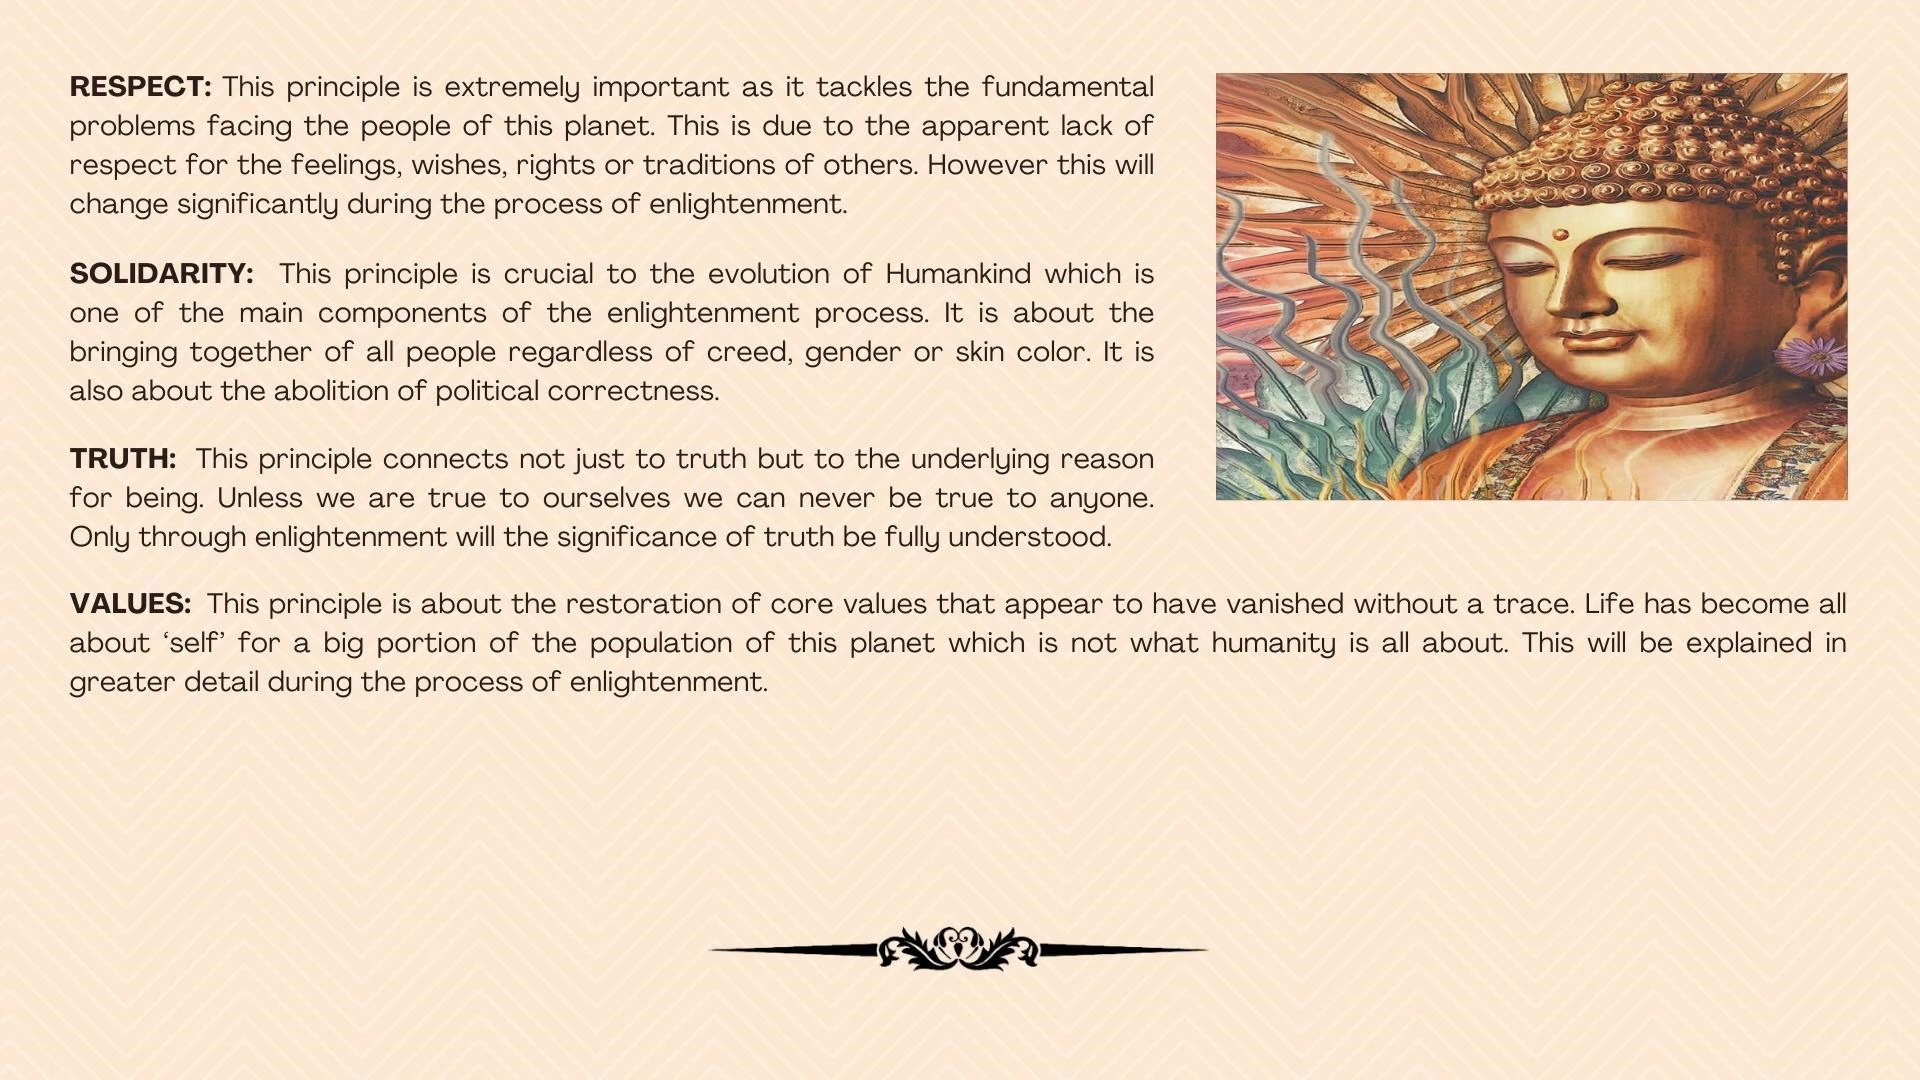 RESPECT: This principle is extremely important as it tackles the fundamental
problems facing the people of this planet. This is due to the apparent lack of
respect for the feelings, wishes, rights or traditions of others. However this will
change significantly during the process of enlightenment.
SOLIDARITY: This principle is crucial to the evolution of Humankind which is
one of the main components of the enlightenment process. It is about the
bringing together of all people regardless of creed, gender or skin color. It is
also about the abolition of political correctness.
TRUTH: This principle connects not just to truth but to the underlying reason
for being. Unless we are true to ourselves we can never be true to anyone.
Only through enlightenment will the significance of truth be fully understood.
VALUES: This principle is about the restoration of core values that appear to have vanished without a trace. Life has become all
about ‘self’ for a big portion of the population of this planet which is not what humanity is all about. This will be explained in
greater detail during the process of enlightenment.